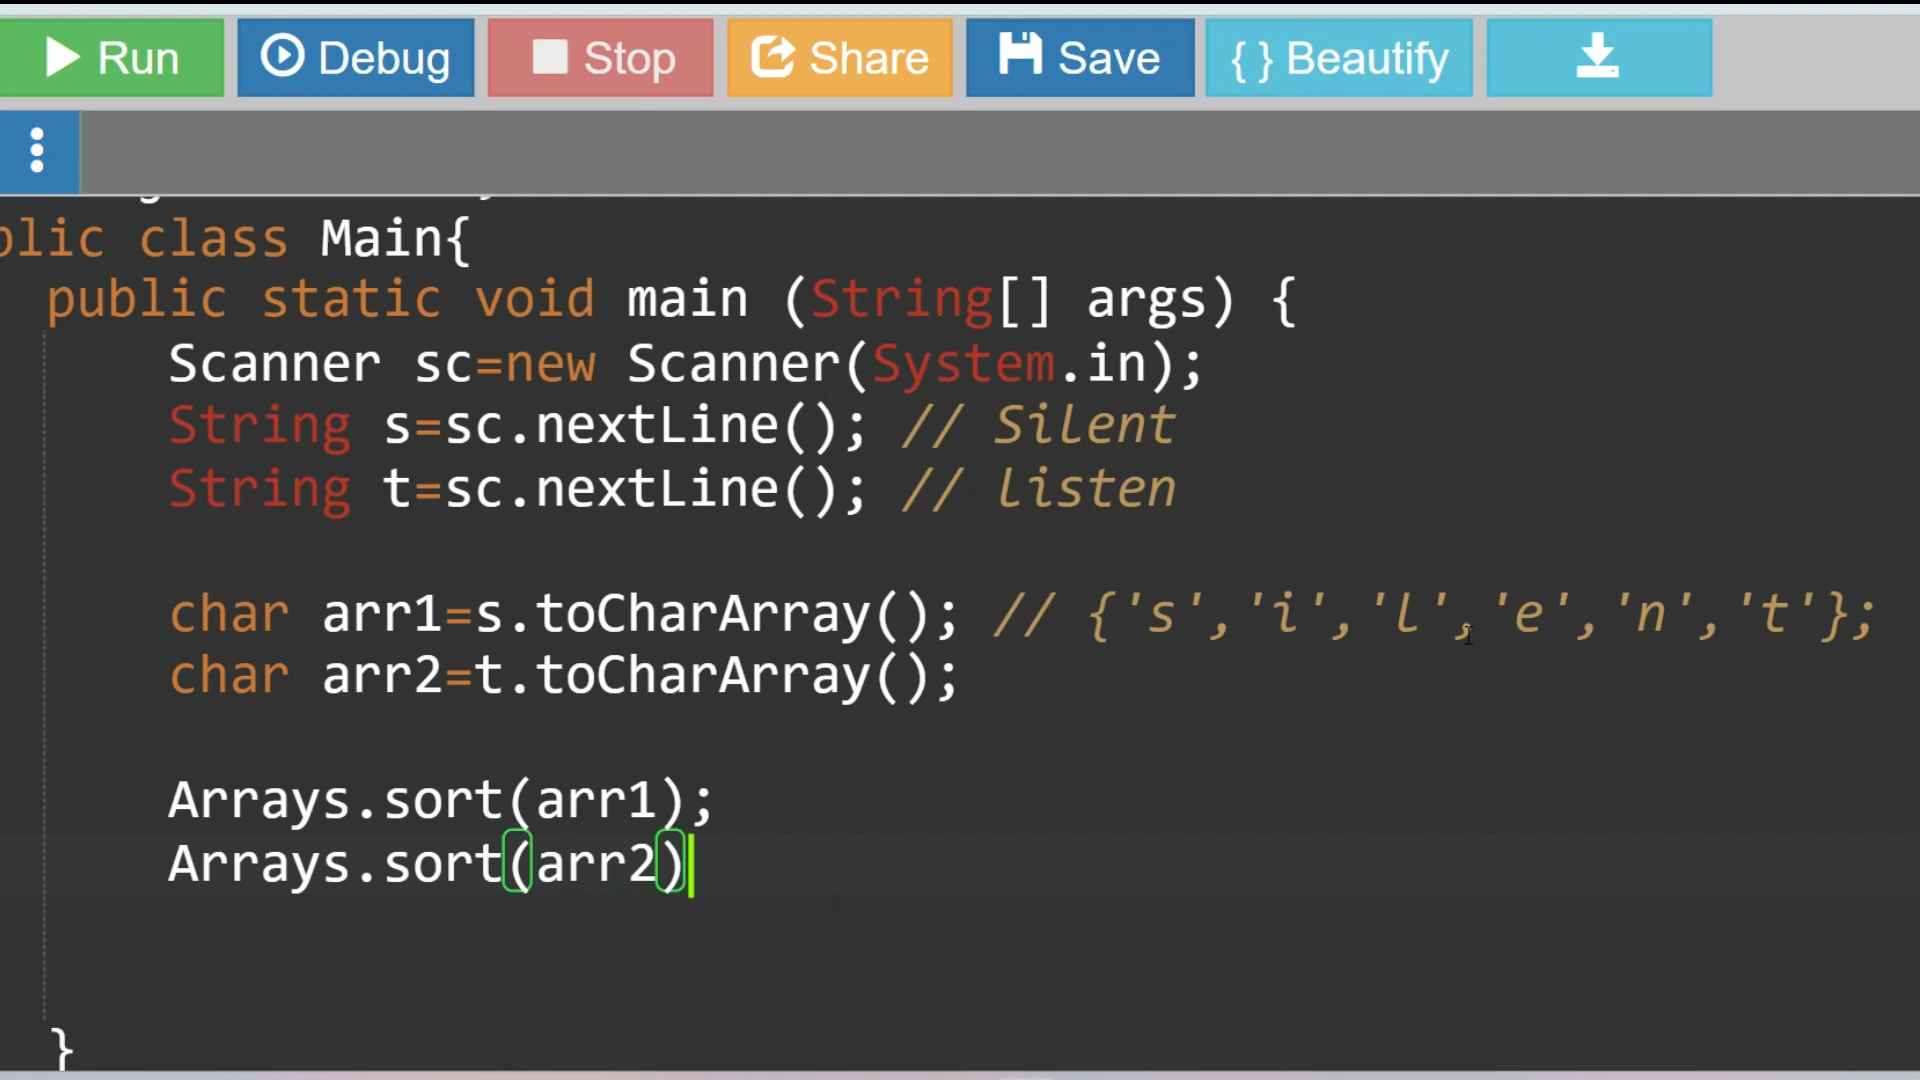 Run Debug Stop Share Save { } Beautify
blic class Main{
public static void main (String[] args) {
Scanner sc=new Scanner(System.in);
String s=sc.nextLine(); // Silent
String t=sc.nextLine(); // listen
char arr1=s.toCharArray(); // {'s','i','l','e','n','t'};
char arr2=t.toCharArray();
Arrays.sort(arr1);
Arrays.sort(arr2)
}